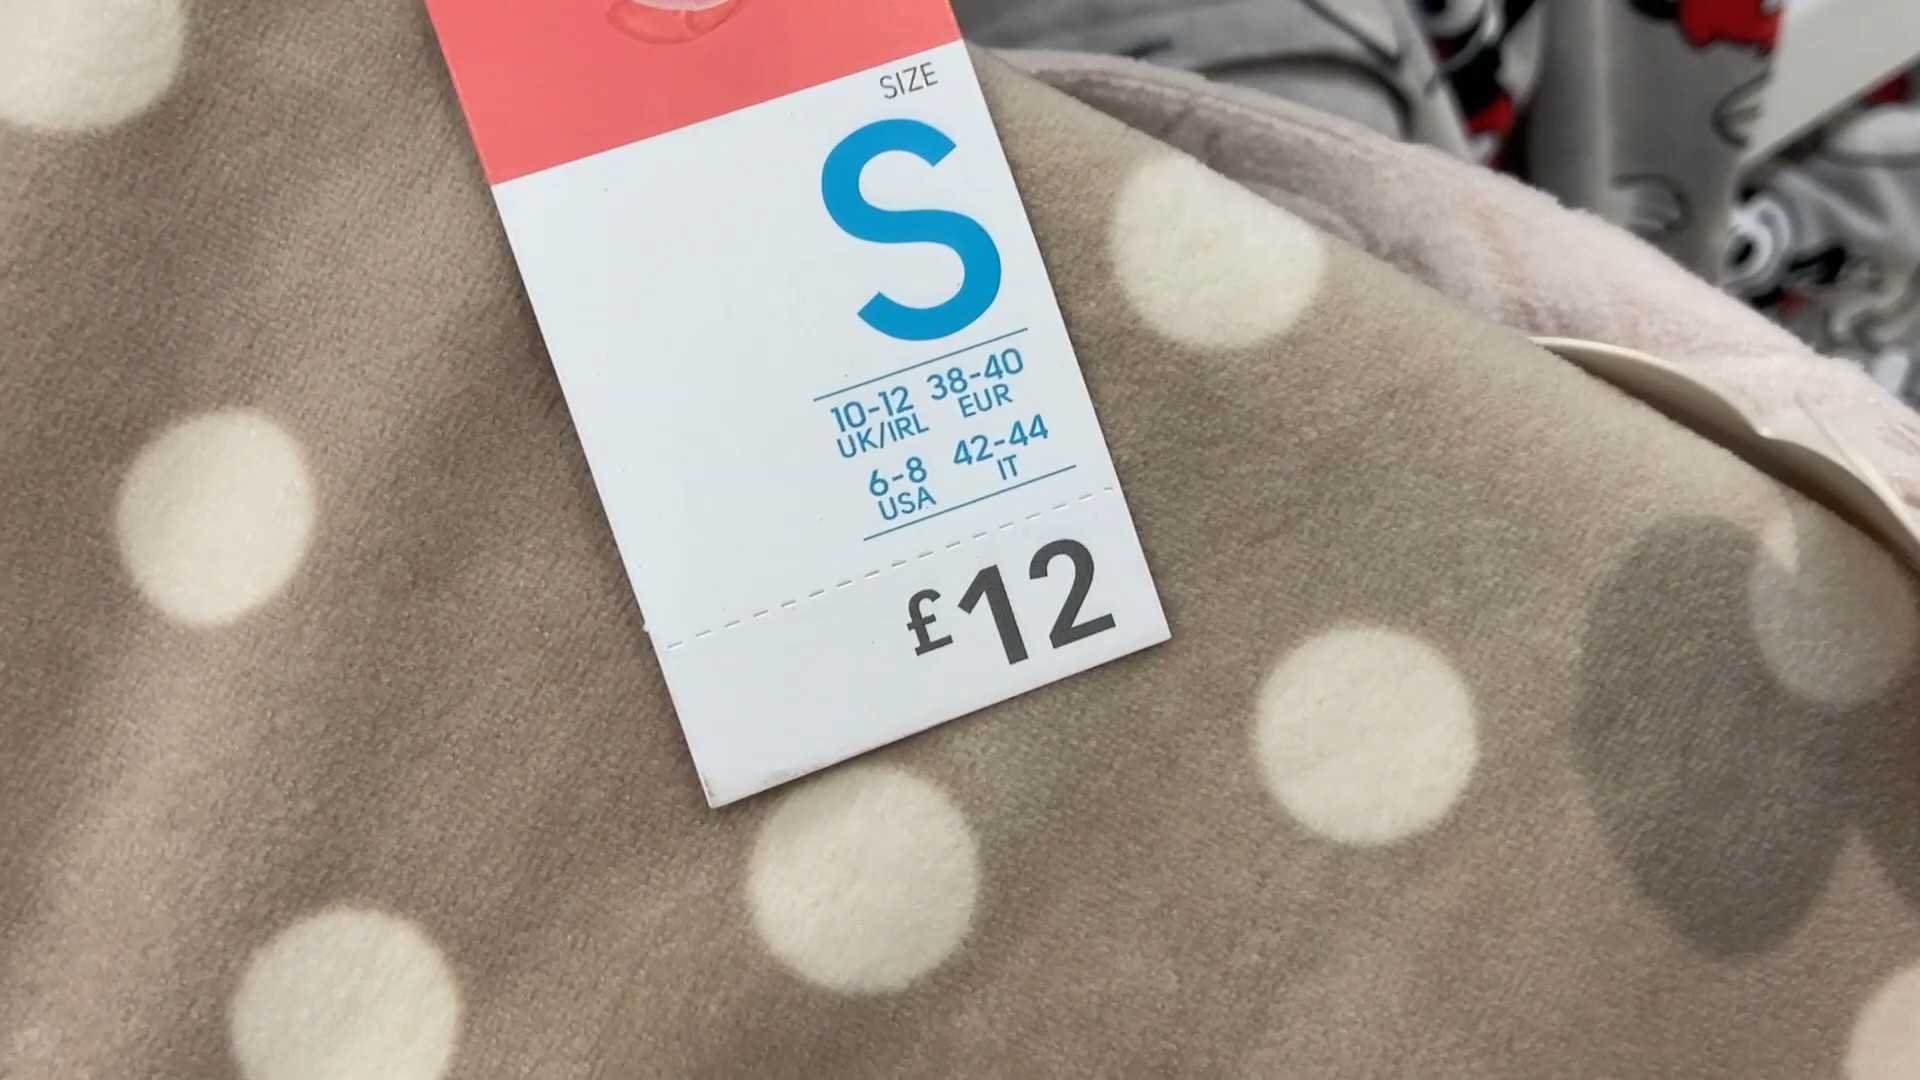 SIZE
S
10-12 38-40
UK/IRL EUR
6-8 42-44
USA IT
£12